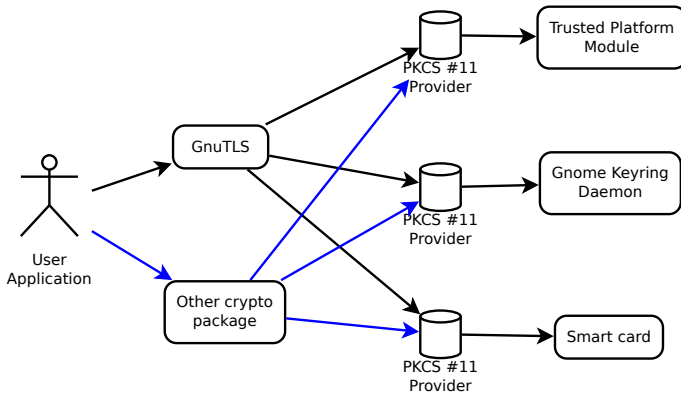 PKCS #11
Provider
Trusted Platform
Module
GnuTLS
PKCS #11
Provider
Gnome Keyring
Daemon
User
Application
Other crypto
package
PKCS #11
Provider
Smart card